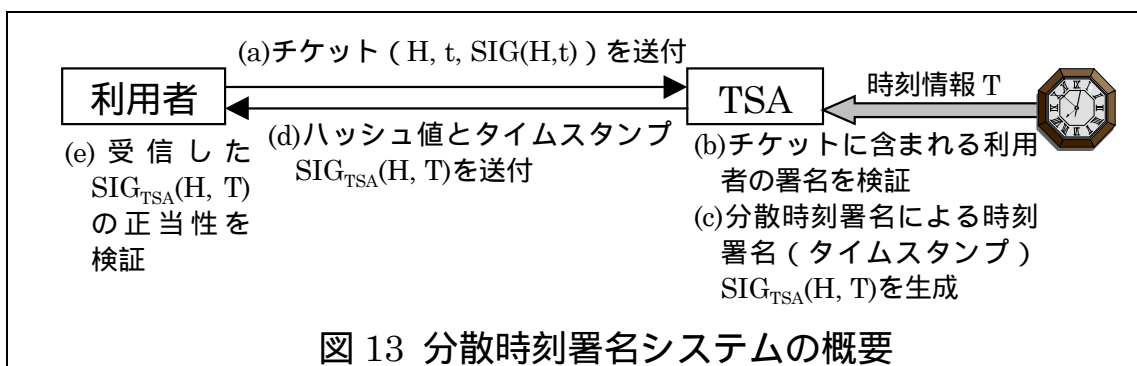 (a)チケット（H, t, SIG(H,t)）を送付
利用者
TSA
時刻情報 T
(d)ハッシュ値とタイムスタンプ
SIGTSA(H, T)を送付
(e) 受信した
SIGTSA(H, T)
の正当性を
検証
(b)チケットに含まれる利用
者の署名を検証
(c)分散時刻署名による時刻
署名（タイムスタンプ）
SIGTSA(H, T)を生成
図 13 分散時刻署名システムの概要